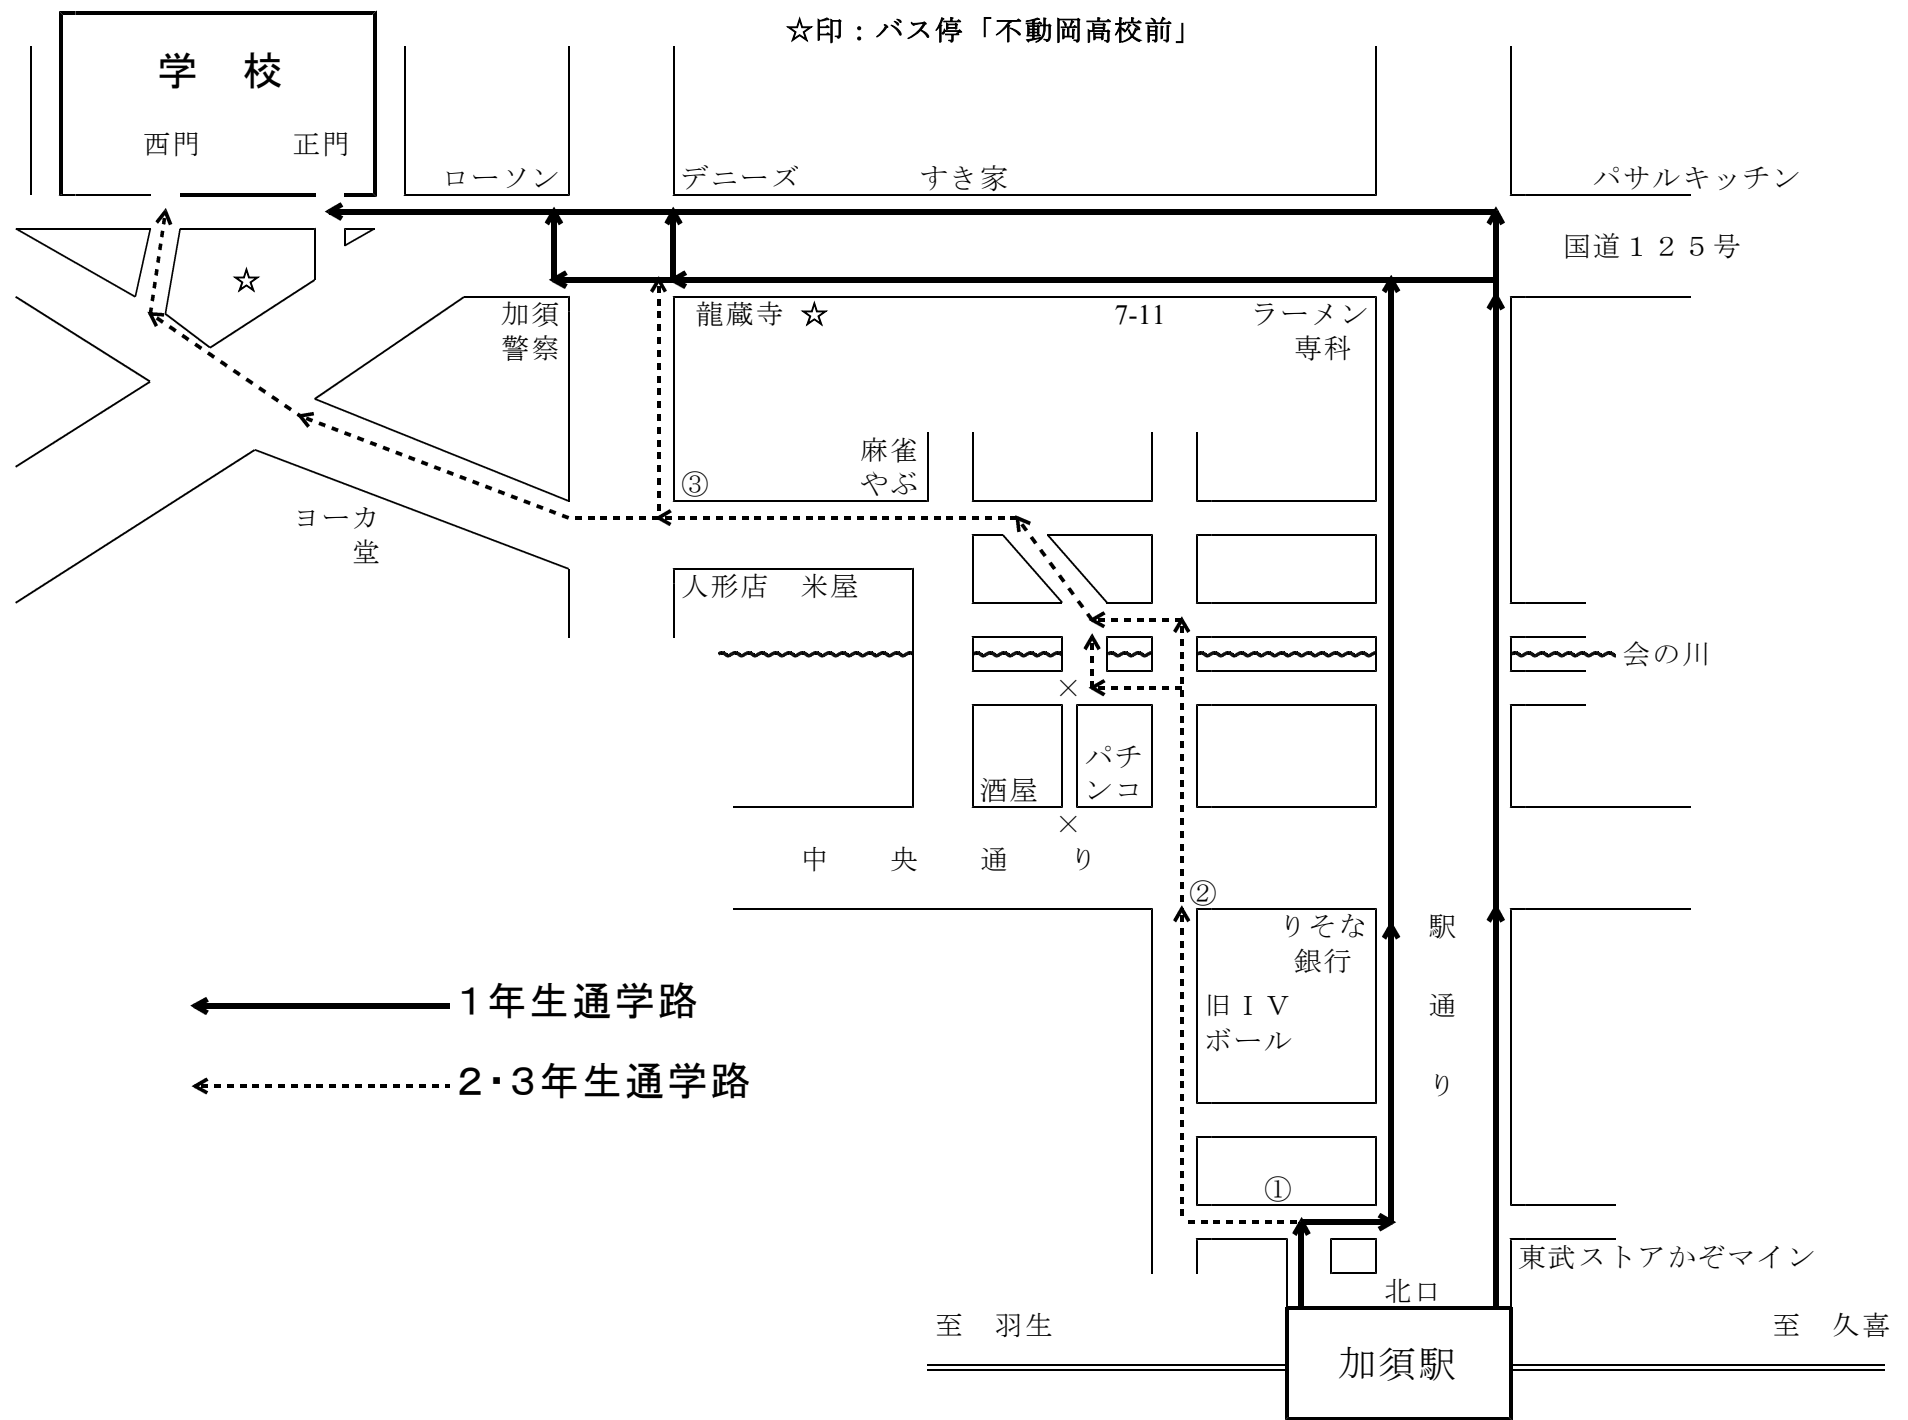 ☆印：バス停「不動岡高校前」
学　校
西門　正門
ローソン
デニーズ
すき家
パサルキッチン
国道１２５号
☆
加須
警察
龍蔵寺 ☆
7-11
ラーメン
専科
麻雀
やぶ
③
ヨーカ
堂
人形店　米屋
会の川
×
パチ
ンコ
酒屋
×
中　央　通　り
②
りそな
銀行
駅
通
り
旧ＩＶ
ボール
1年生通学路
2・3年生通学路
①
東武ストアかぞマイン
北口
至　羽生
至　久喜
加須駅